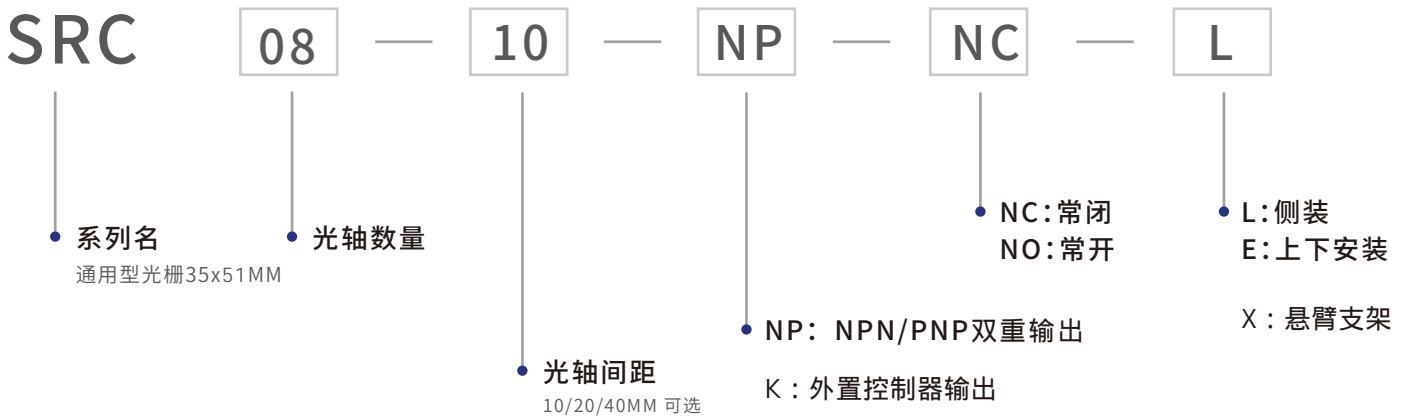 SRC 08 — 10 — NP — NC — L
系列名
通用型光栅35x51MM
光轴数量
光轴间距
10/20/40MM 可选
NP：NPN/PNP双重输出
K：外置控制器输出
NC：常闭
NO：常开
L：侧装
E：上下安装
X：悬臂支架